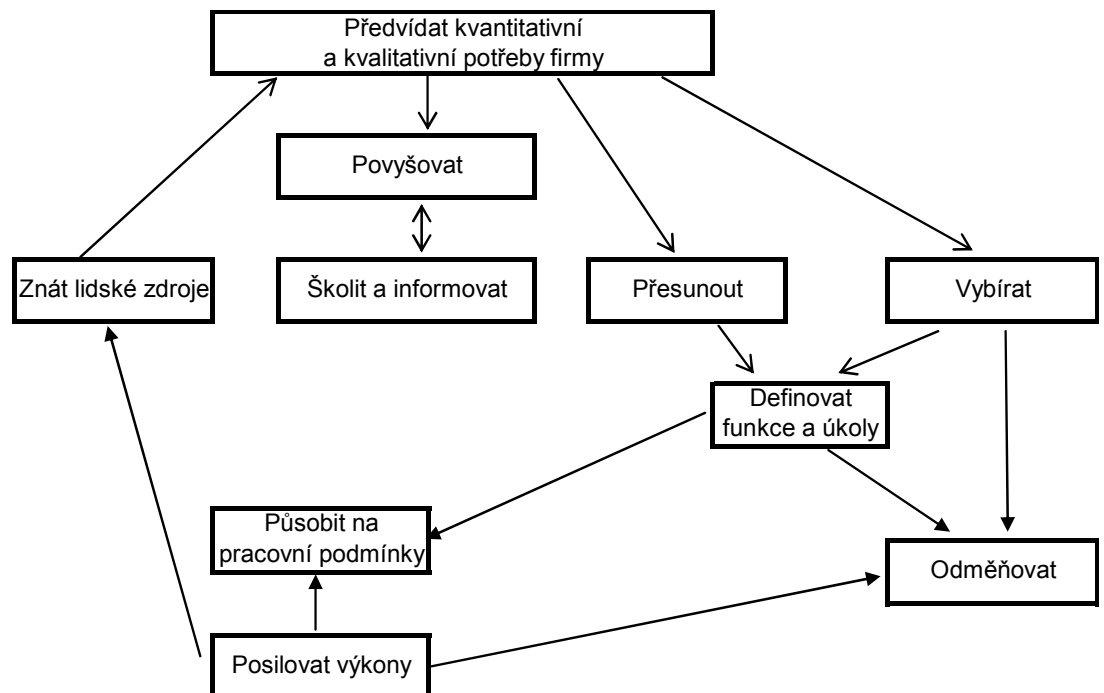 Předvídat kvantitativní
a kvalitativní potřeby firmy
Povyšovat
Znát lidské zdroje
Školit a informovat
Přesunout
Vybírat
Definovat
funkce a úkoly
Působit na
pracovní podmínky
Odměňovat
Posilovat výkony